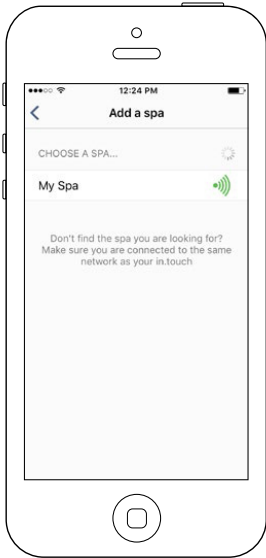 12:24 PM
Add a spa
CHOOSE A SPA...
My Spa
Don't find the spa you are looking for?
Make sure you are connected to the same
network as your in.touch